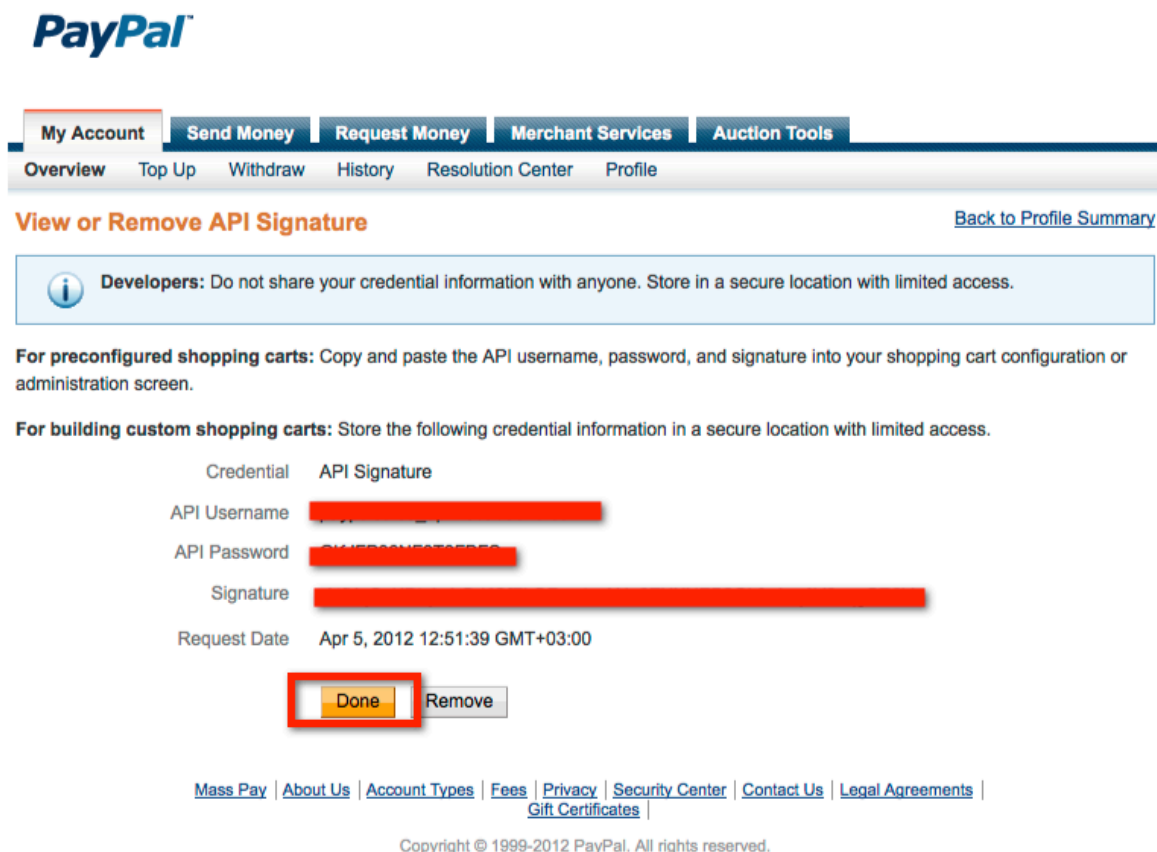 PayPal™
My Account Send Money Request Money Merchant Services Auction Tools
Overview Top Up Withdraw History Resolution Center Profile
View or Remove API Signature Back to Profile Summary
Developers: Do not share your credential information with anyone. Store in a secure location with limited access.
For preconfigured shopping carts: Copy and paste the API username, password, and signature into your shopping cart configuration or
administration screen.
For building custom shopping carts: Store the following credential information in a secure location with limited access.
Credential API Signature
API Username
API Password
Signature
Request Date Apr 5, 2012 12:51:39 GMT+03:00
Done Remove
Mass Pay | About Us | Account Types | Fees | Privacy | Security Center | Contact Us | Legal Agreements |
Gift Certificates |
Copyright © 1999-2012 PayPal. All rights reserved.